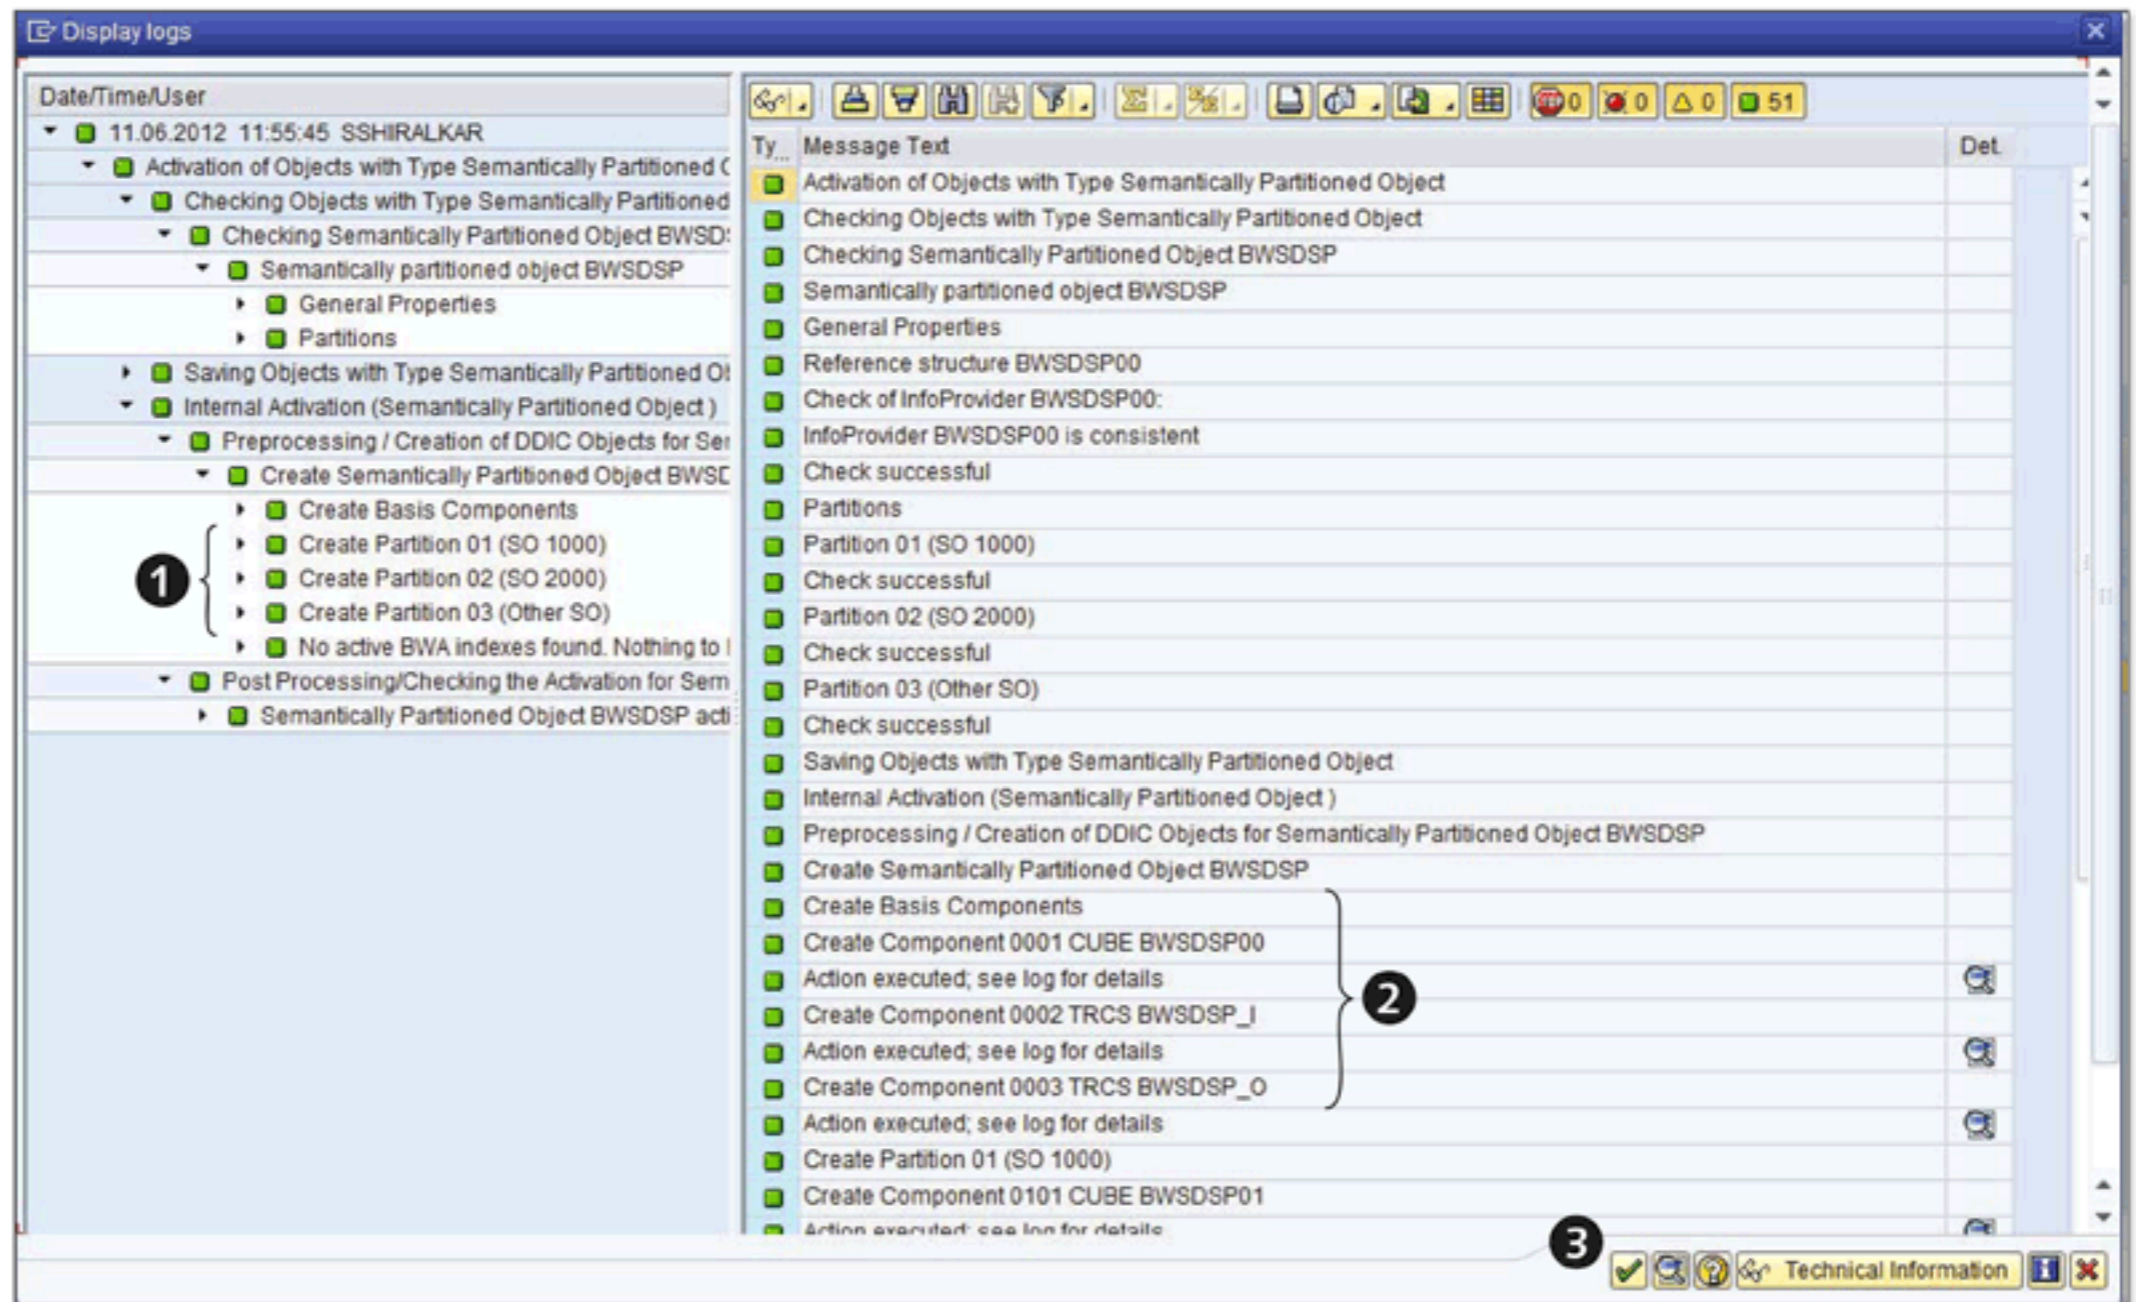 Display logs
Date/Time/User
11.06.2012 11:55:45 SSHIRALKAR
Activation of Objects with Type Semantically Partitioned
Checking Objects with Type Semantically Partitioned
Checking Semantically Partitioned Object
Semantically partitioned object BWSDSP
General Properties
Partitions
Saving Objects with Type Semantically Partitioned
Internal Activation (Semantically Partitioned Object )
Preprocessing / Creation of DDIC Objects for
Create Semantically Partitioned Object
Create Basis Components
Create Partition 01 (SO 1000)
Create Partition 02 (SO 2000)
Create Partition 03 (Other SO)
No active BWA indexes found. Nothing to
Post Processing/Checking the Activation for
Semantically Partitioned Object BWSDSP
1
STOP 0 0 0 51
Ty... Message Text Det.
Activation of Objects with Type Semantically Partitioned Object
Checking Objects with Type Semantically Partitioned Object
Checking Semantically Partitioned Object BWSDSP
Semantically partitioned object BWSDSP
General Properties
Reference structure BWSDSP00
Check of InfoProvider BWSDSP00:
InfoProvider BWSDSP00 is consistent
Check successful
Partitions
Partition 01 (SO 1000)
Check successful
Partition 02 (SO 2000)
Check successful
Partition 03 (Other SO)
Check successful
Saving Objects with Type Semantically Partitioned Object
Internal Activation (Semantically Partitioned Object )
Preprocessing / Creation of DDIC Objects for Semantically Partitioned Object BWSDSP
Create Semantically Partitioned Object BWSDSP
Create Basis Components
Create Component 0001 CUBE BWSDSP00
Action executed; see log for details
Create Component 0002 TRCS BWSDSP_I
Action executed; see log for details
Create Component 0003 TRCS BWSDSP_O
Action executed; see log for details
Create Partition 01 (SO 1000)
Create Component 0101 CUBE BWSDSP01
Action executed; see log for details
2
3
Technical Information